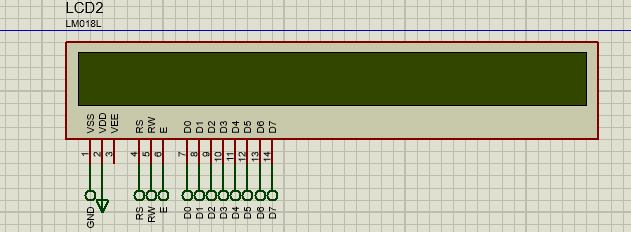 LCD2
LM018L
VSS VDD VEE RS RW E D0 D1 D2 D3 D4 D5 D6 D7
1 2 3 4 5 6 7 8 9 10 11 12 13 14
GND RS RW E D0 D1 D2 D3 D4 D5 D6 D7